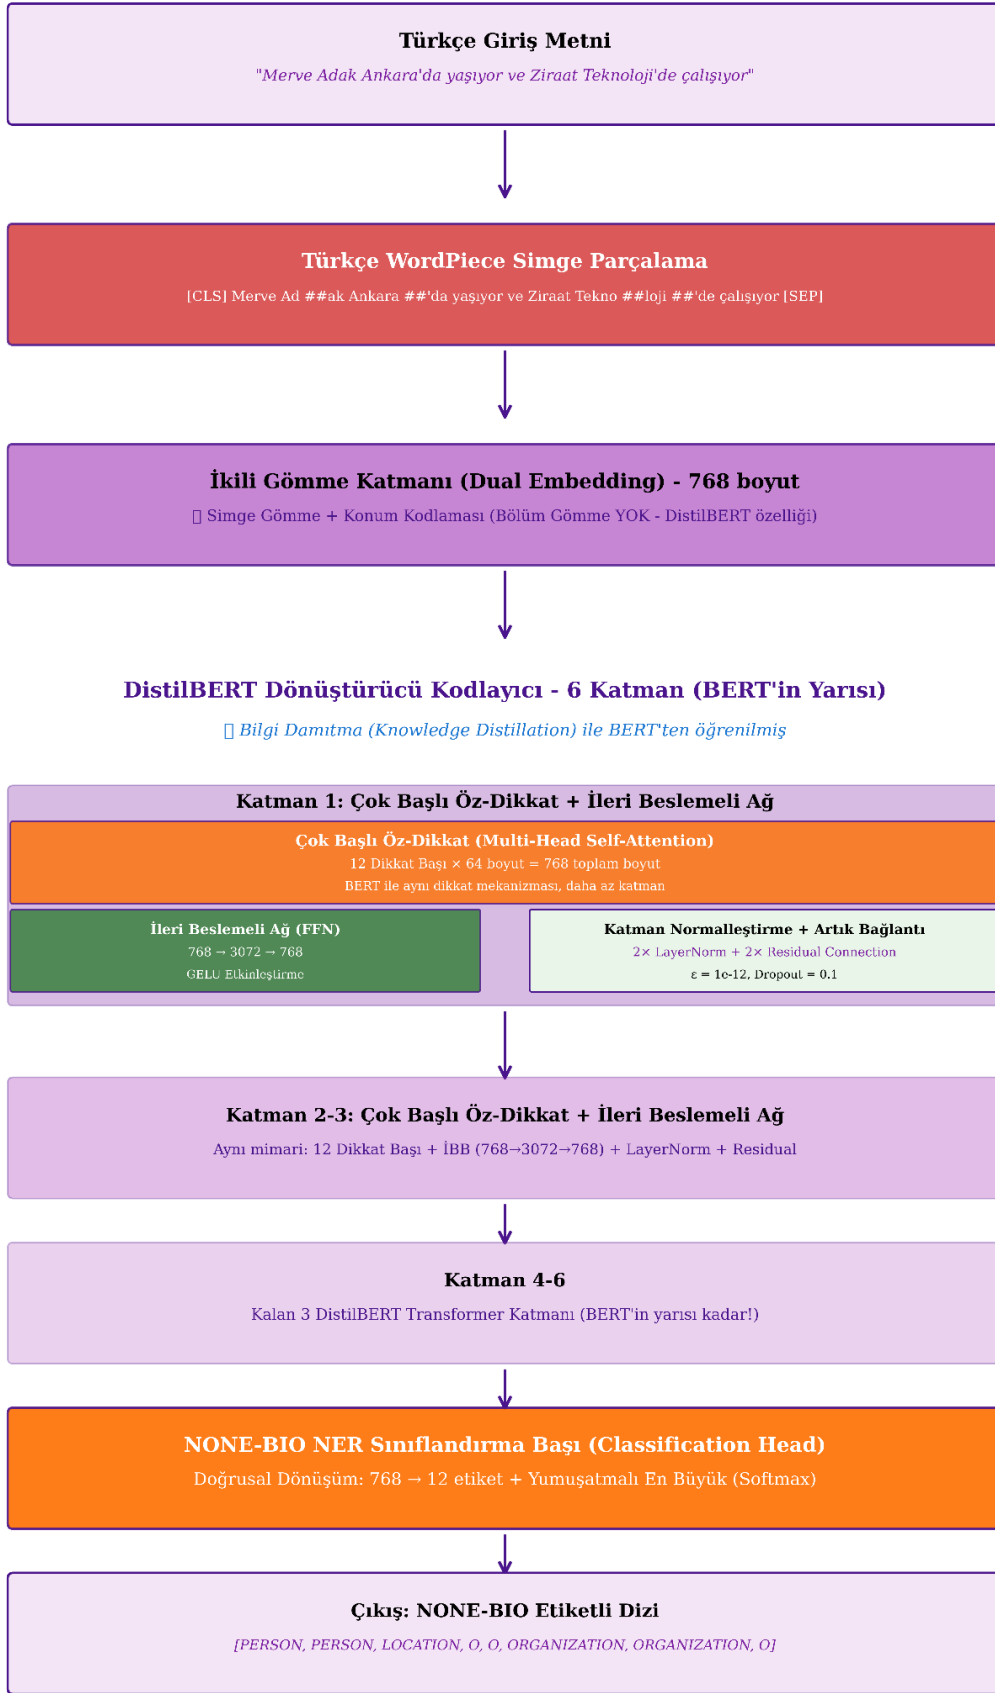 Türkçe Giriş Metni
"Merve Adak Ankara'da yaşıyor ve Ziraat Teknoloji'de çalışıyor"
Türkçe WordPiece Simge Parçalama
[CLS] Merve Ad ##ak Ankara ##'da yaşıyor ve Ziraat Tekno ##loji ##'de çalışıyor [SEP]
İkili Gömme Katmanı (Dual Embedding) - 768 boyut
Simge Gömme + Konum Kodlaması (Bölüm Gömme YOK - DistilBERT özelliği)
DistilBERT Dönüştürücü Kodlayıcı - 6 Katman (BERT'in Yarısı)
Bilgi Damıtma (Knowledge Distillation) ile BERT'ten öğrenilmiş
Katman 1: Çok Başlı Öz-Dikkat + İleri Beslemeli Ağ
Çok Başlı Öz-Dikkat (Multi-Head Self-Attention)
12 Dikkat Başı × 64 boyut = 768 toplam boyut
BERT ile aynı dikkat mekanizması, daha az katman
İleri Beslemeli Ağ (FFN)
768 → 3072 → 768
GELU Etkinleştirme
Katman Normalleştirme + Artık Bağlantı
2× LayerNorm + 2× Residual Connection
ε = 1e-12, Dropout = 0.1
Katman 2-3: Çok Başlı Öz-Dikkat + İleri Beslemeli Ağ
Aynı mimari: 12 Dikkat Başı + İBB (768→3072→768) + LayerNorm + Residual
Katman 4-6
Kalan 3 DistilBERT Transformer Katmanı (BERT'in yarısı kadar!)
NONE-BIO NER Sınıflandırma Başı (Classification Head)
Doğrusal Dönüşüm: 768 → 12 etiket + Yumuşatmalı En Büyük (Softmax)
Çıkış: NONE-BIO Etiketli Dizi
[PERSON, PERSON, LOCATION, O, O, ORGANIZATION, ORGANIZATION, O]